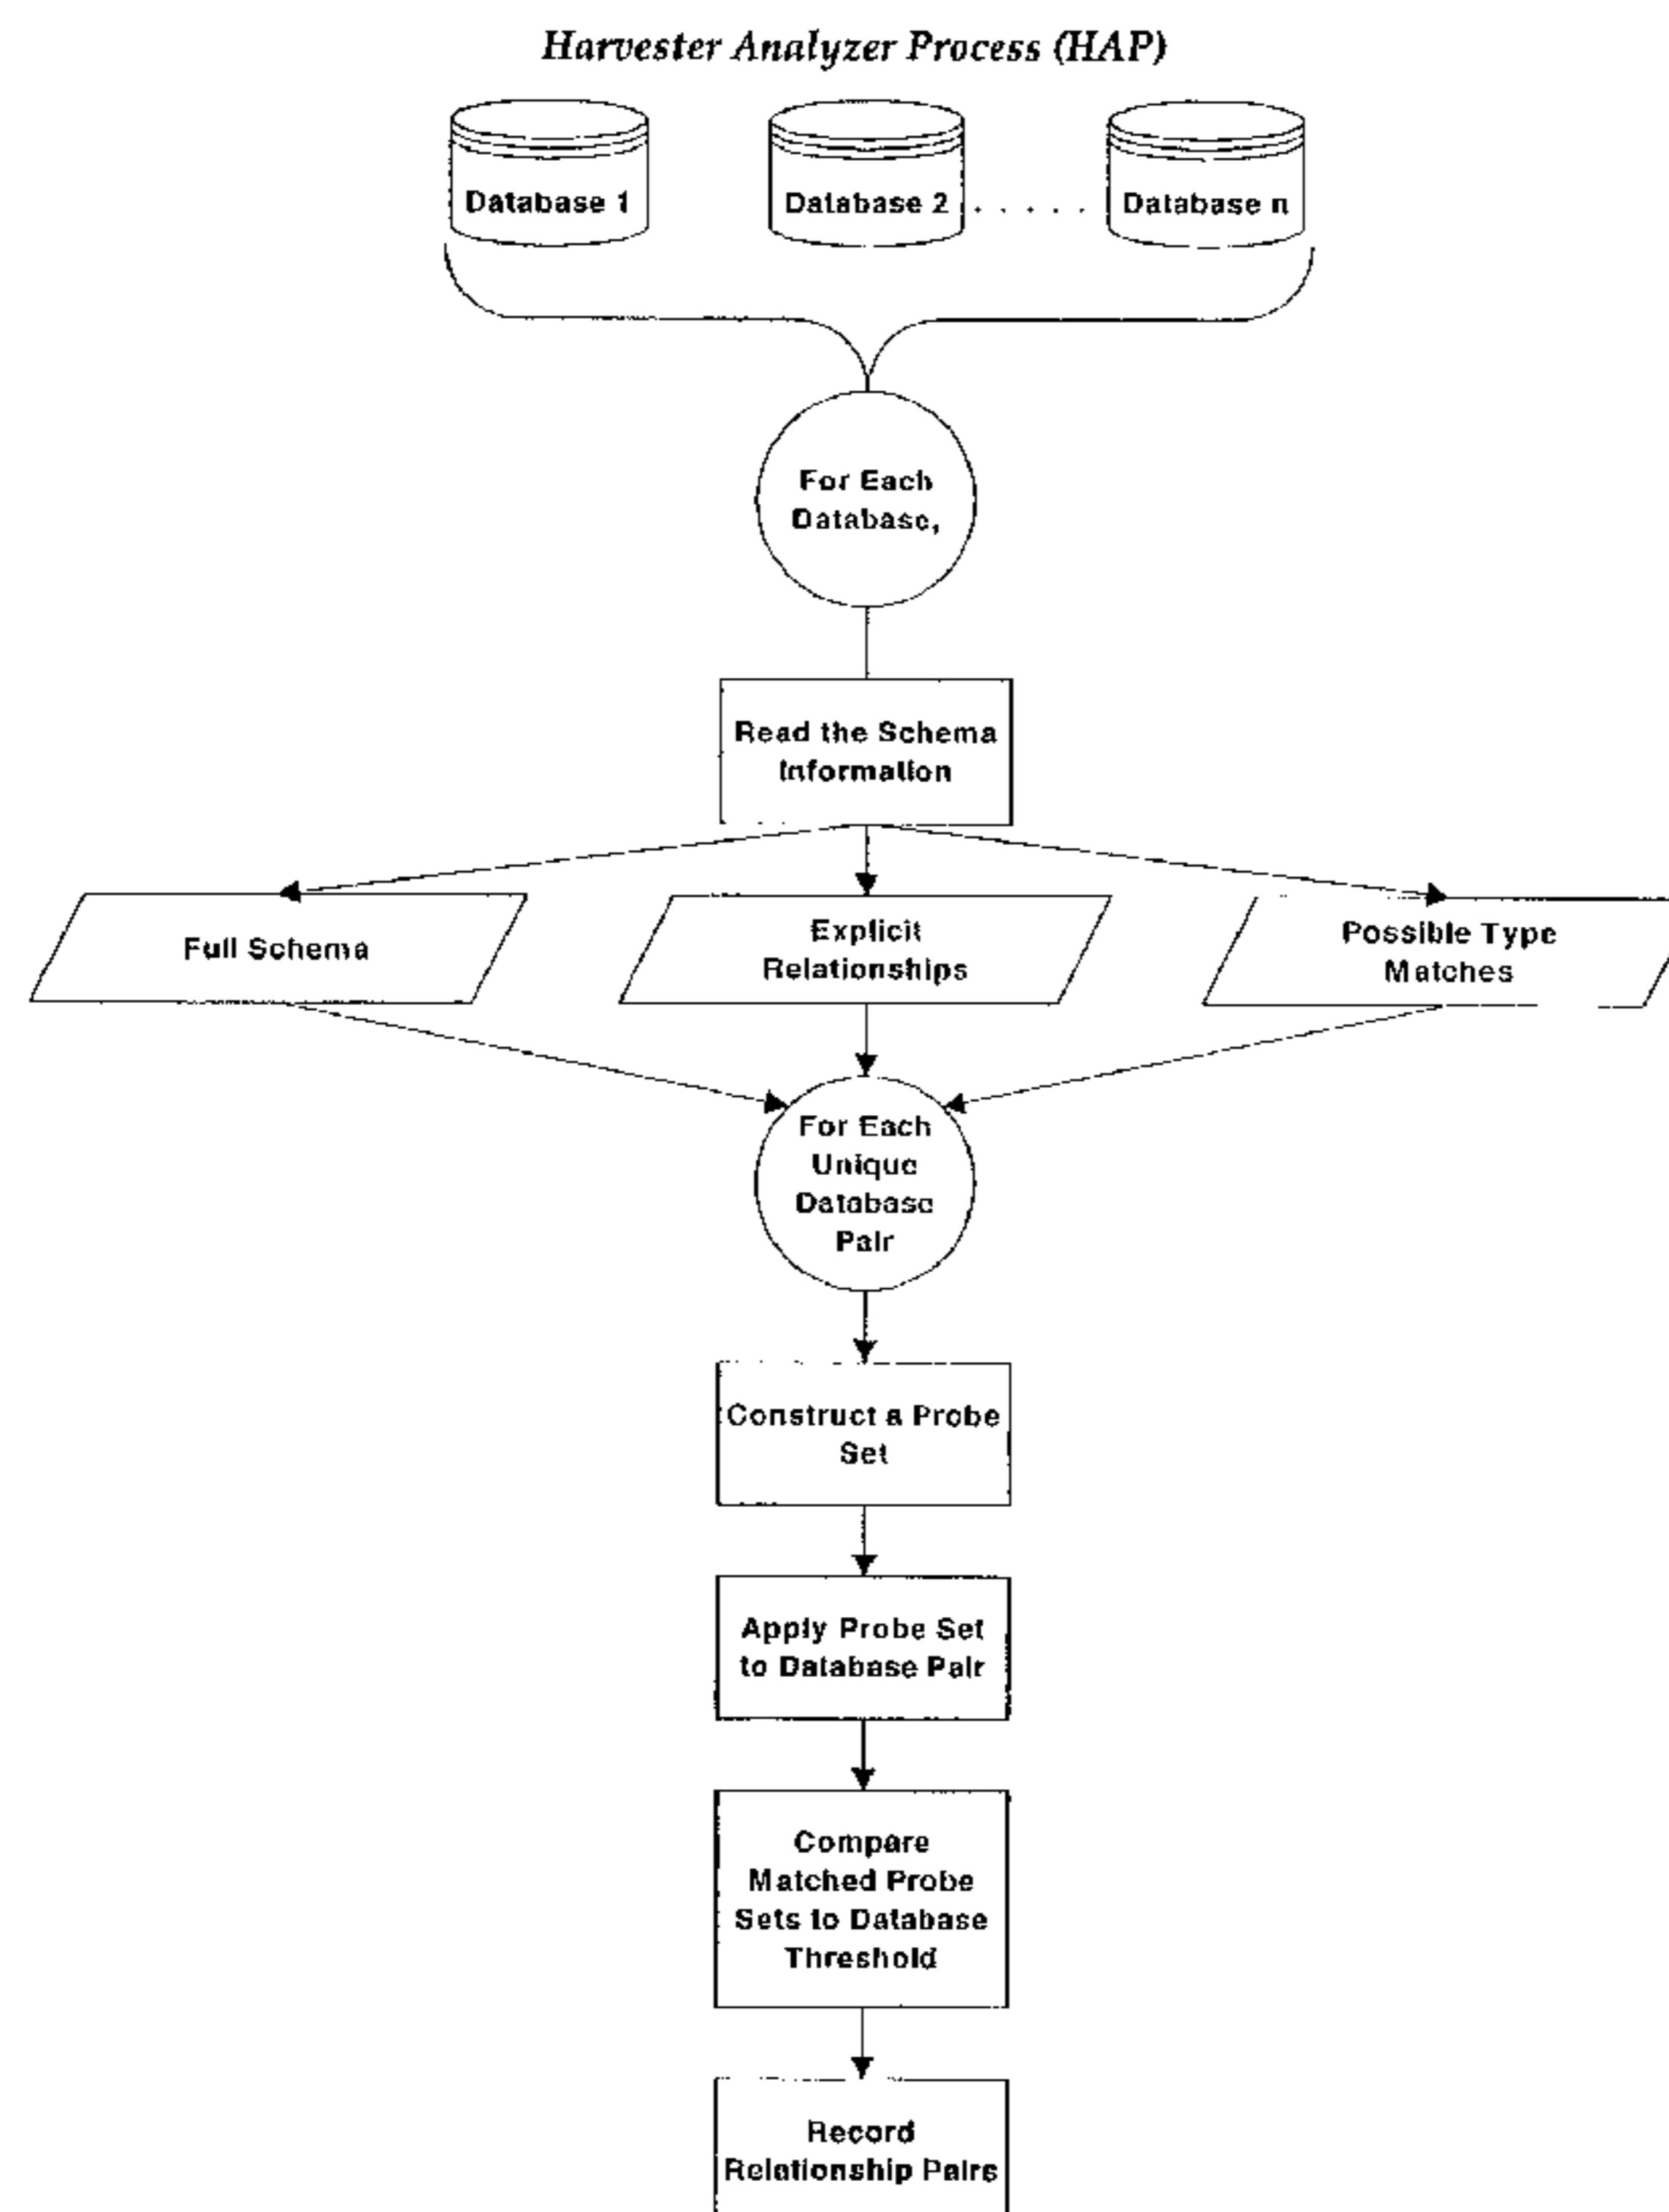 Harvester Analyzer Process (HAP)
Database 1
Database 2
. . . . .
Database n
For Each
Database,
Read the Schema
Information
Full Schema
Explicit
Relationships
Possible Type
Matches
For Each
Unique
Database
Pair
Construct a Probe
Set
Apply Probe Set
to Database Pair
Compare
Matched Probe
Sets to Database
Threshold
Record
Relationship Pairs